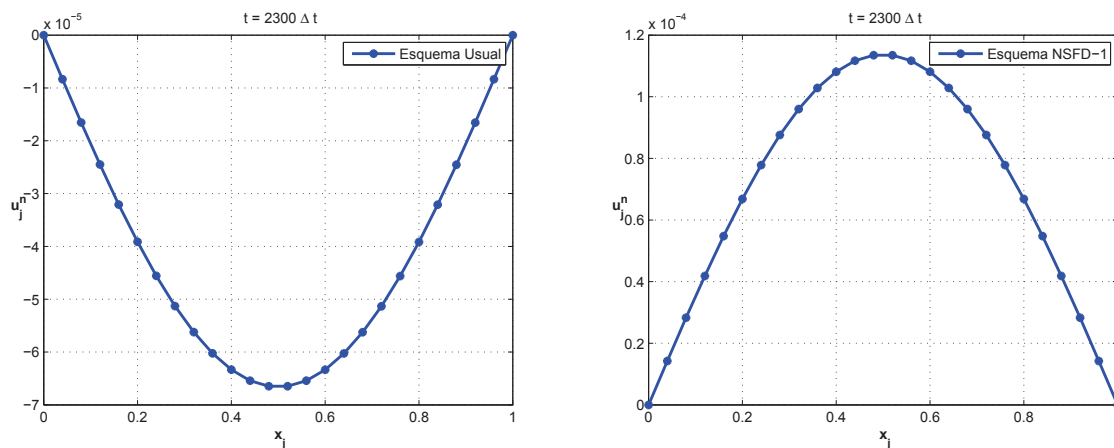 t = 2300 Δ t
x 10⁻⁵
Esquema Usual
0
−1
−2
−3
−4
−5
−6
−7
u_j^n
0
0.2
0.4
0.6
0.8
1
x_j
t = 2300 Δ t
x 10⁻⁴
Esquema NSFD−1
1.2
1
0.8
0.6
0.4
0.2
0
u_j^n
0
0.2
0.4
0.6
0.8
x_j